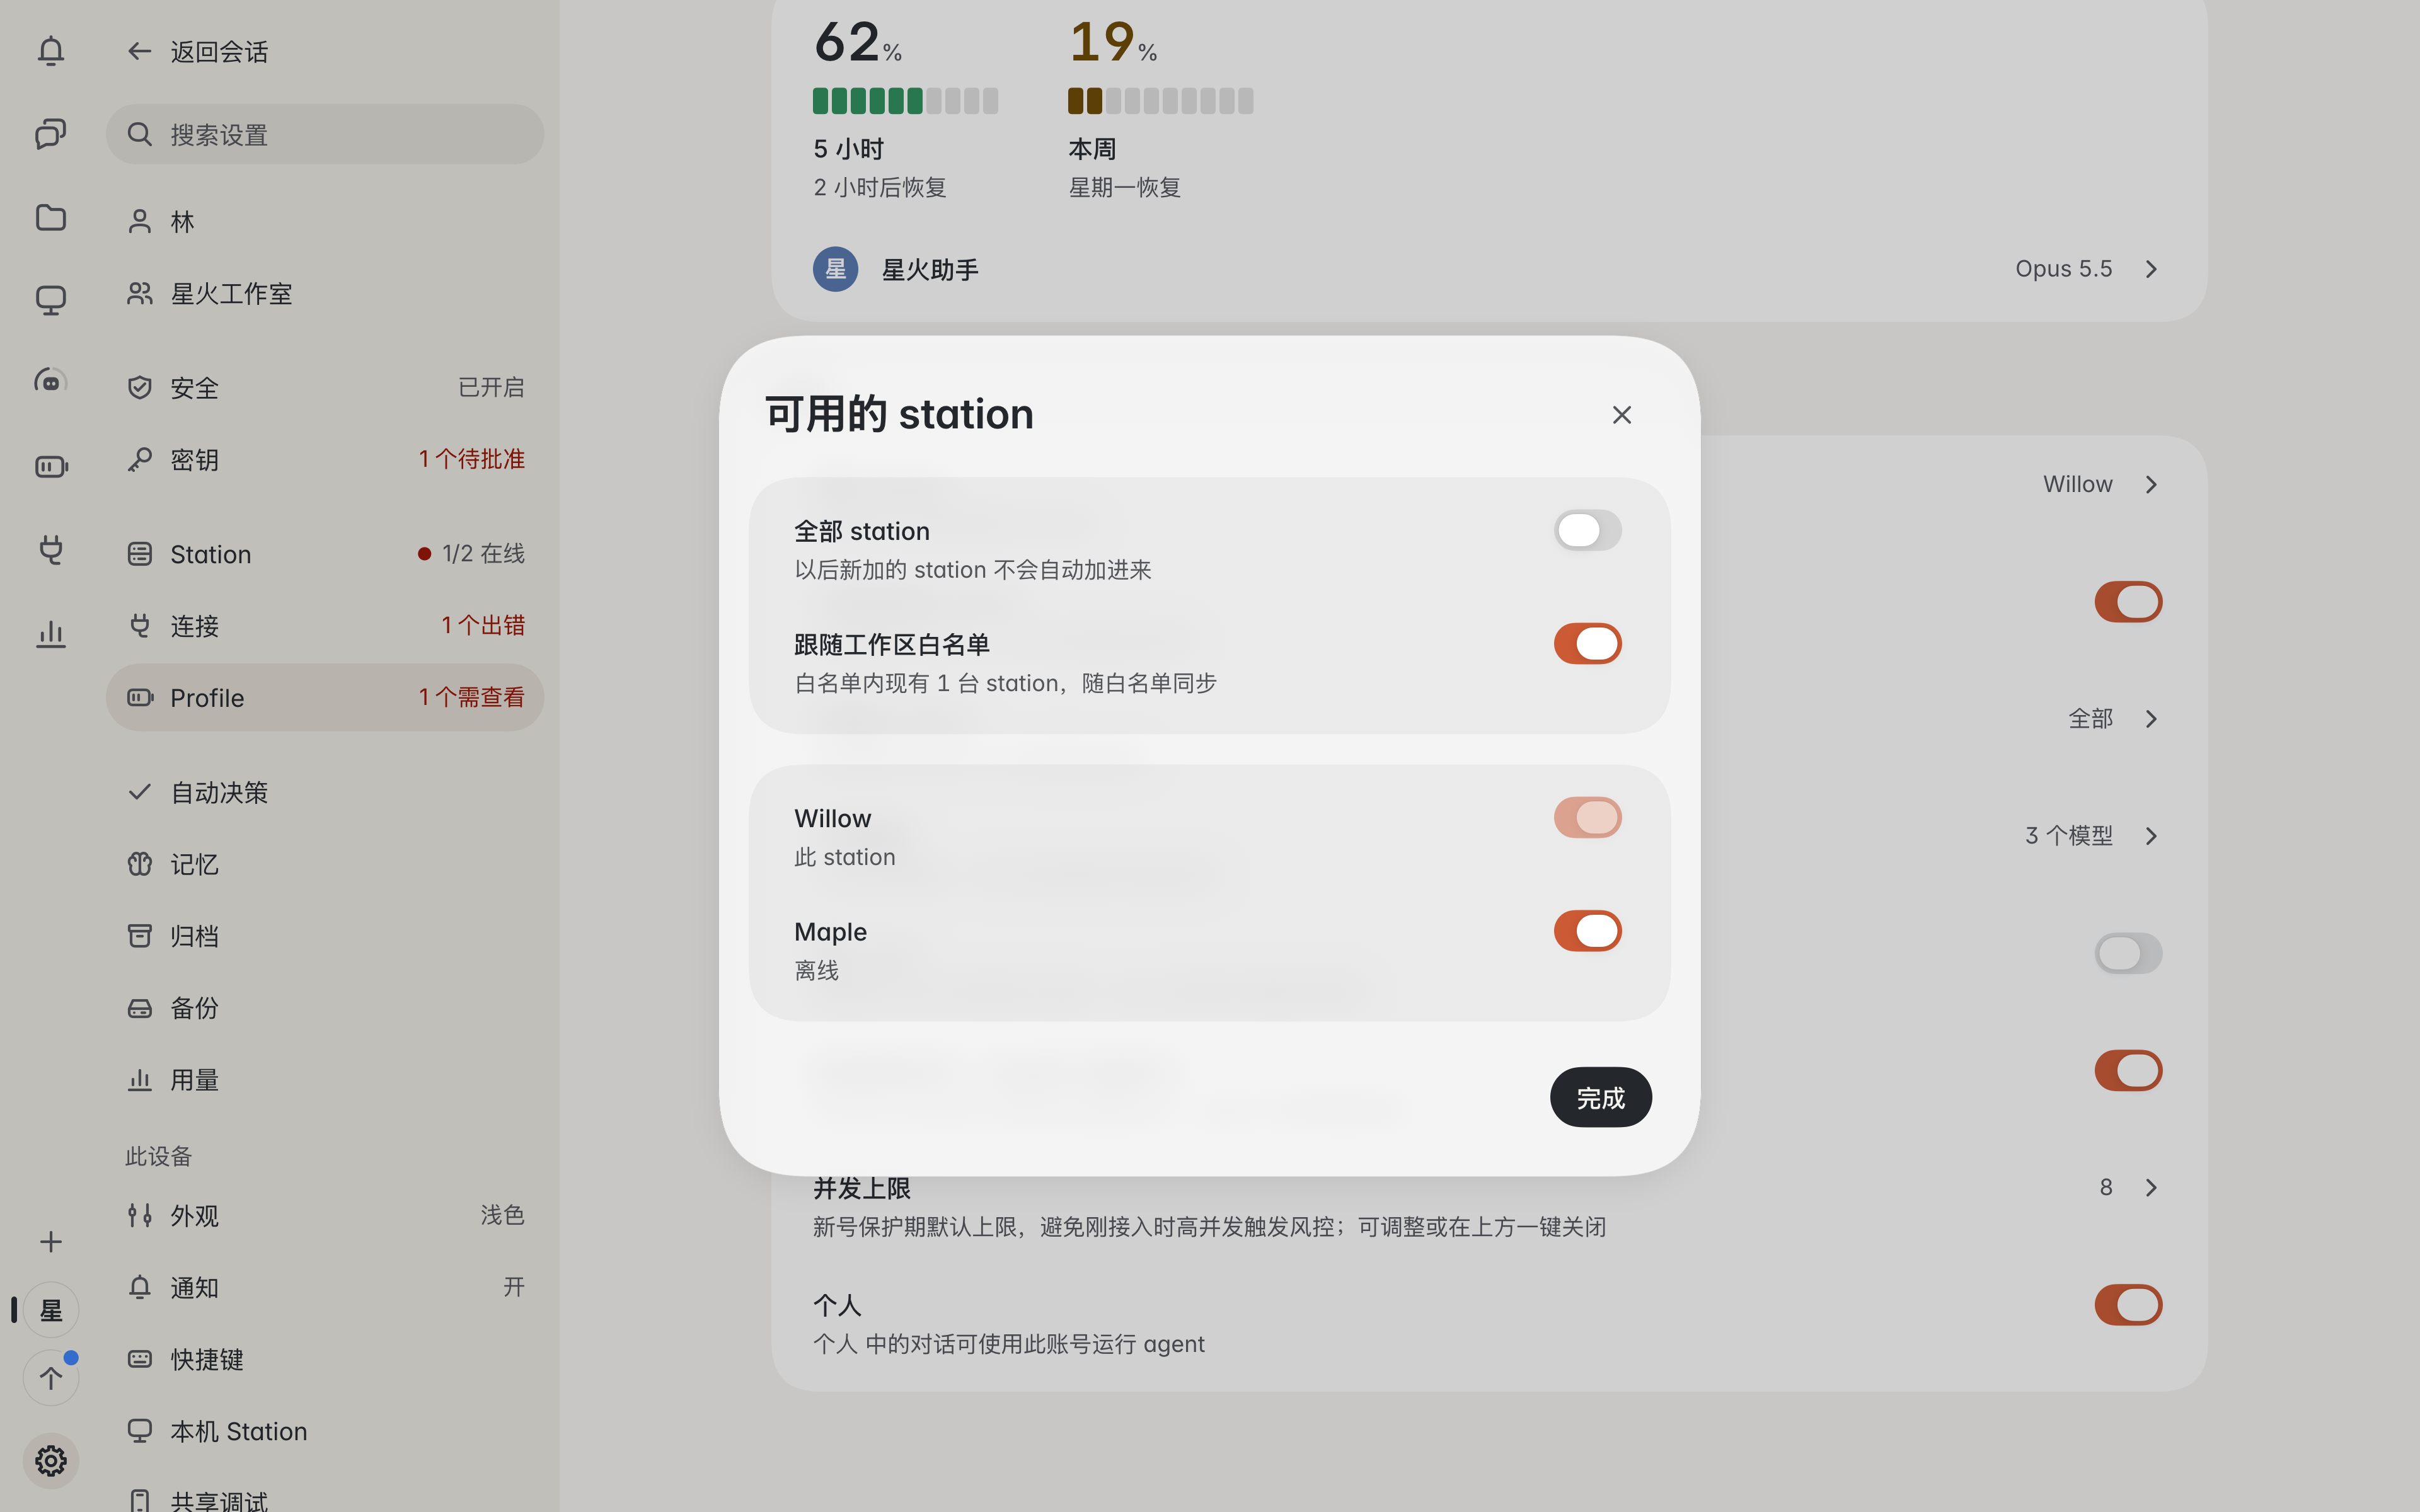 返回会话
搜索设置
林
星火工作室
安全 已开启
密钥 1 个待批准
Station 1/2 在线
连接 1 个出错
Profile 1 个需查看
自动决策
记忆
归档
备份
用量
此设备
外观 浅色
通知 开
快捷键
本机 Station
共享调试
星
个
62% 19%
5 小时 本周
2 小时后恢复 星期一恢复
星 星火助手 Opus 5.5
可用的 station
全部 station
以后新加的 station 不会自动加进来
跟随工作区白名单
白名单内现有 1 台 station，随白名单同步
Willow
此 station
Maple
离线
完成
Willow
全部
3 个模型
并发上限 8
新号保护期默认上限，避免刚接入时高并发触发风控；可调整或在上方一键关闭
个人
个人 中的对话可使用此账号运行 agent